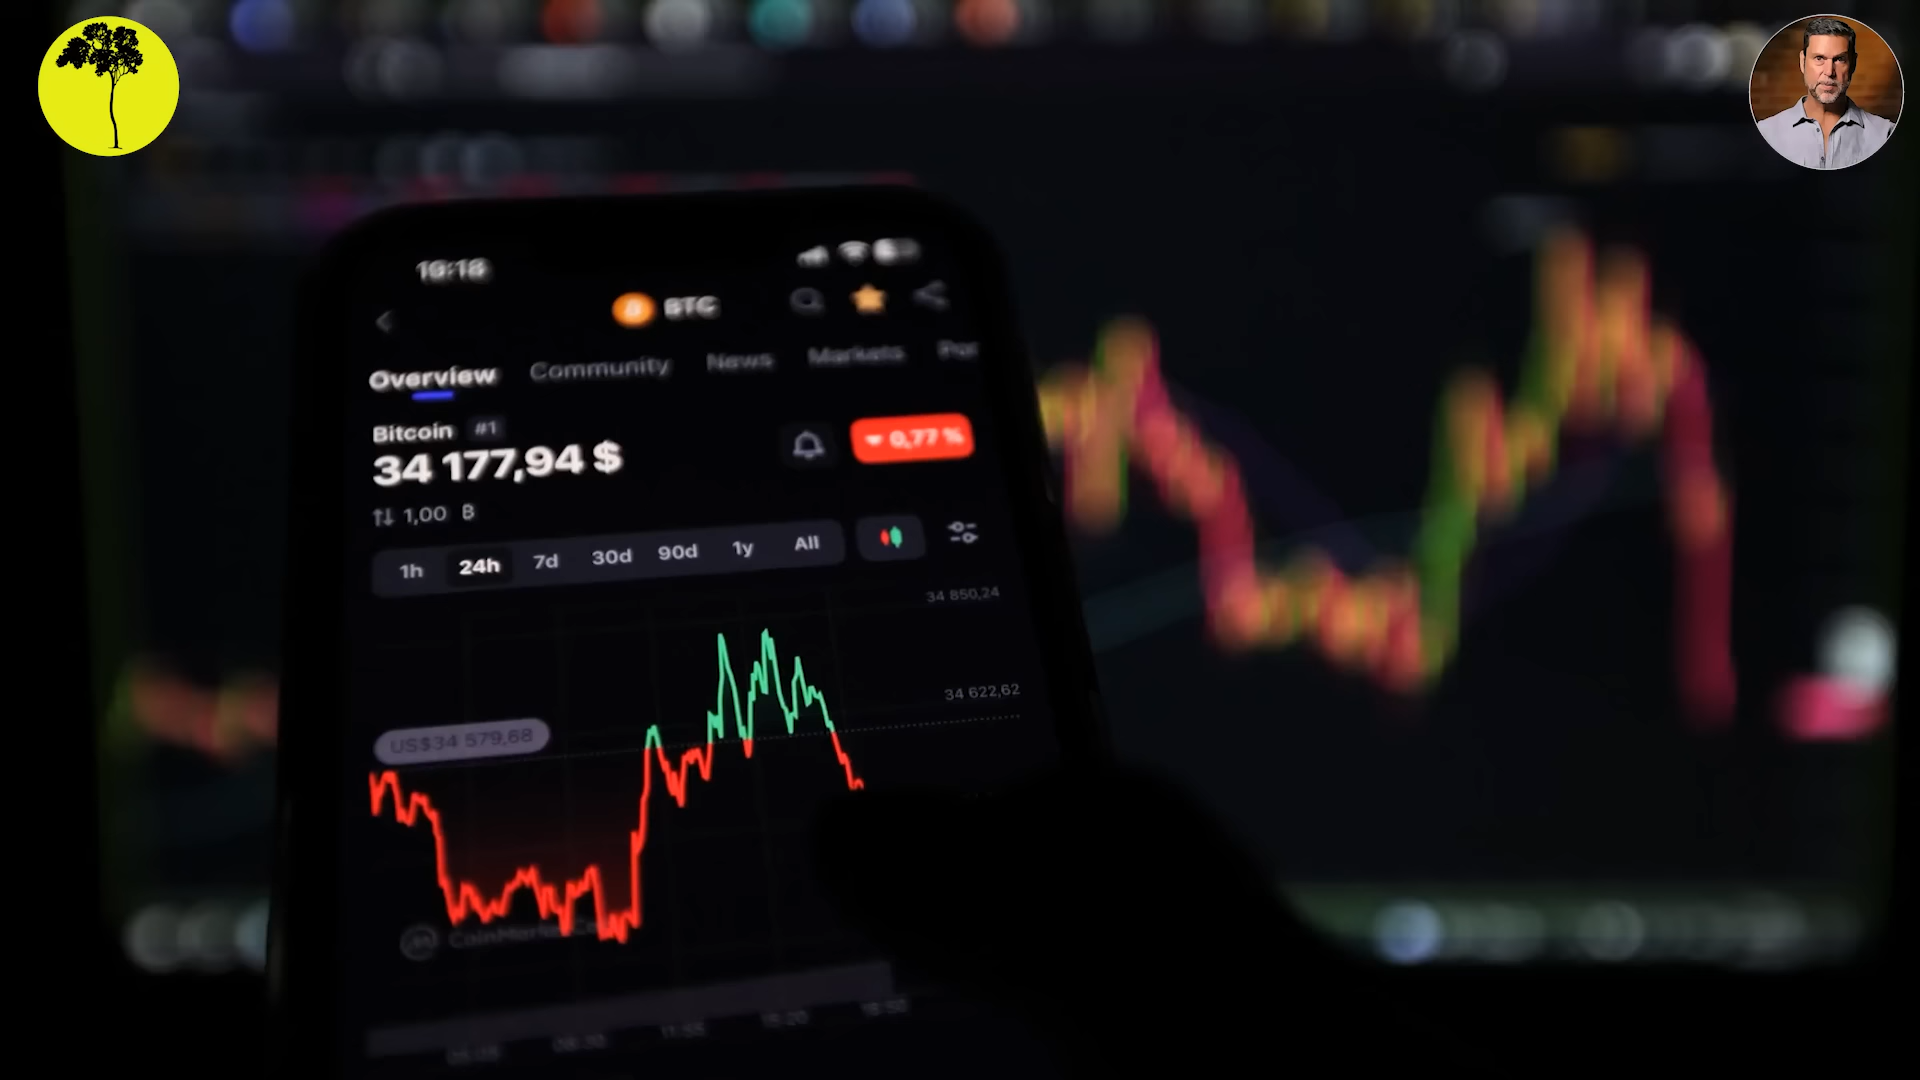 19:18
BTC
Overview Community News Markets
Bitcoin #1
34 177,94 $
0,77 %
1,00 B
1h 24h 7d 30d 90d 1y All
34 850,24
34 622,62
US$34 579,68